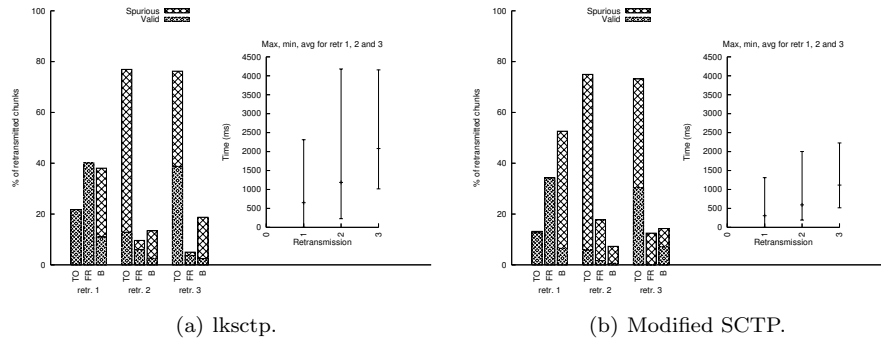 Spurious
Valid
100
80
60
40
20
0
% of retransmitted chunks
TO FR B TO FR B TO FR B
retr. 1 retr. 2 retr. 3
Max, min, avg for retr 1, 2 and 3
4500
4000
3500
3000
2500
2000
1500
1000
500
0
Time (ms)
0 1 2 3
Retransmission
(a) lksctp.
Spurious
Valid
100
80
60
40
20
0
% of retransmitted chunks
TO FR B TO FR B TO FR B
retr. 1 retr. 2 retr. 3
Max, min, avg for retr 1, 2 and 3
4500
4000
3500
3000
2500
2000
1500
1000
500
0
Time (ms)
0 1 2 3
Retransmission
(b) Modified SCTP.